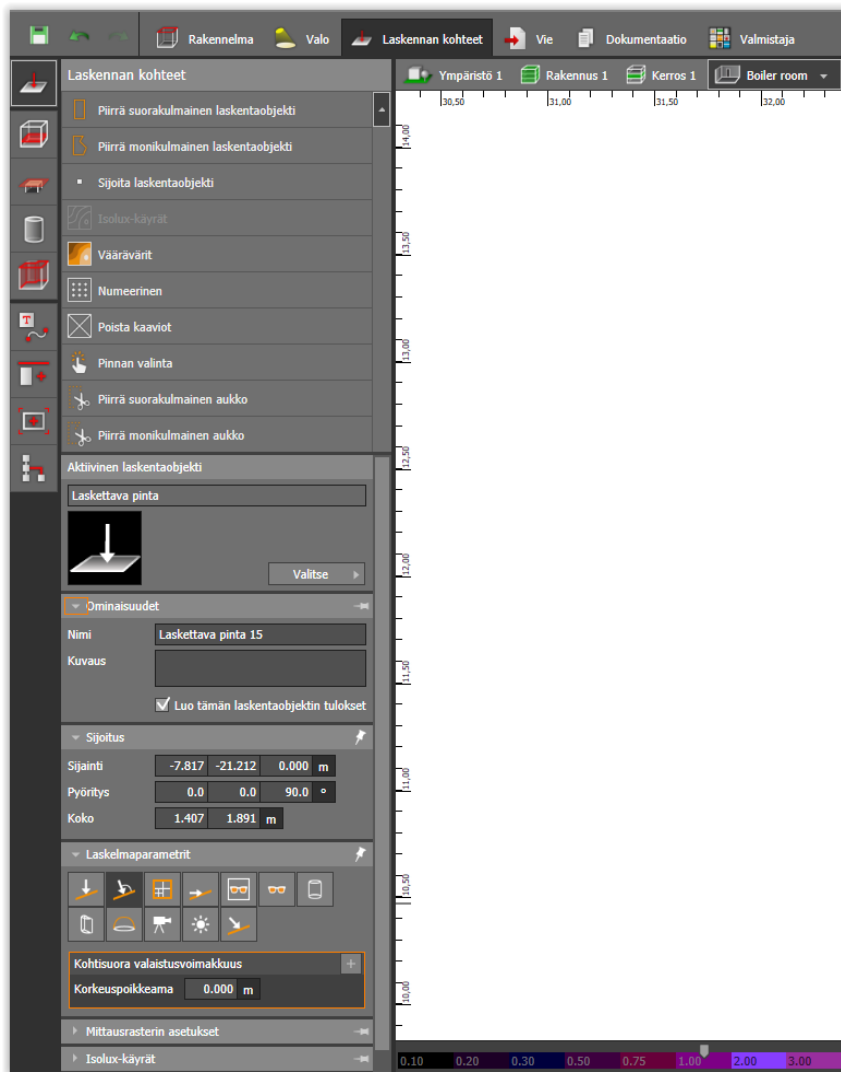 Rakennelma Valo Laskennan kohteet Vie Dokumentaatio Valmistaja
Laskennan kohteet
Ympäristö 1 Rakennus 1 Kerros 1 Boiler room
30,50 31,00 31,50 32,00
Piirrä suorakulmainen laskentaobjekti
Piirrä monikulmainen laskentaobjekti
Sijoita laskentaobjekti
Isolux-käyrät
Väärävärit
Numeerinen
Poista kaaviot
Pinnan valinta
Piirrä suorakulmainen aukko
Piirrä monikulmainen aukko
Aktiivinen laskentaobjekti
Laskettava pinta
Valitse
Ominaisuudet
Nimi Laskettava pinta 15
Kuvaus
Luo tämän laskentaobjektin tulokset
Sijoitus
Sijainti -7.817 -21.212 0.000 m
Pyöritys 0.0 0.0 90.0 °
Koko 1.407 1.891 m
Laskelmaparametrit
Kohtisuora valaistusvoimakkuus
Korkeuspoikkeama 0.000 m
Mittausrasterin asetukset
Isolux-käyrät
14,00
13,50
13,00
12,50
12,00
11,50
11,00
10,50
10,00
0.10 0.20 0.30 0.50 0.75 1.00 2.00 3.00
T